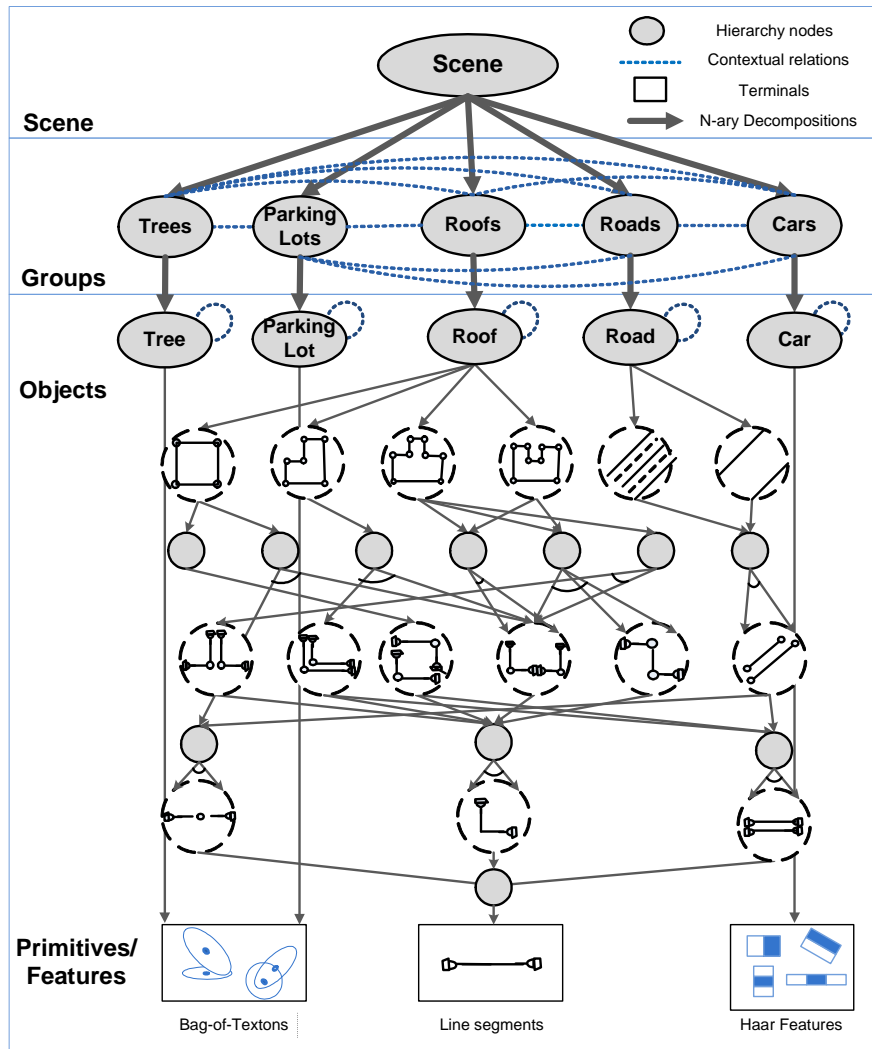 Scene
Hierarchy nodes
Contextual relations
Terminals
N-ary Decompositions
Scene
Trees
Parking
Lots
Roofs
Roads
Cars
Groups
Tree
Parking
Lot
Roof
Road
Car
Objects
Primitives/
Features
Bag-of-Textons
Line segments
Haar Features